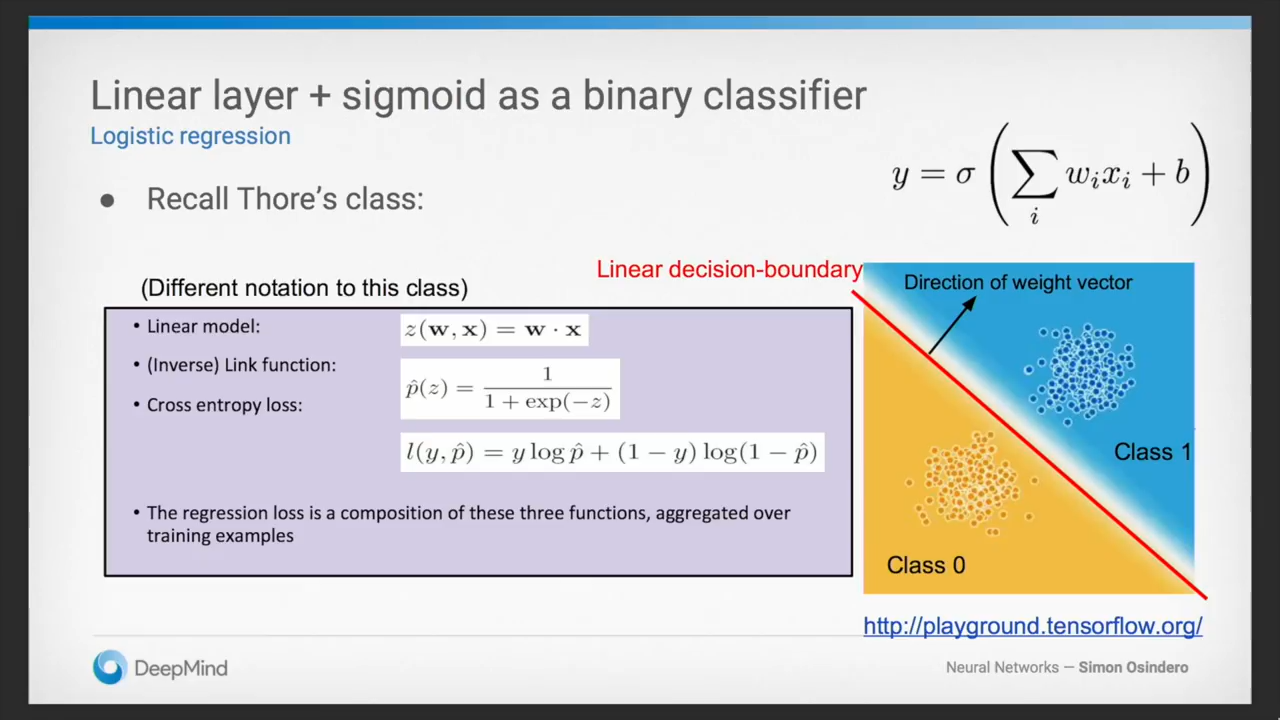 Linear layer + sigmoid as a binary classifier
Logistic regression
y = σ ( ∑_i w_i x_i + b )
● Recall Thore's class:
Linear decision-boundary
(Different notation to this class)
• Linear model: z(w, x) = w · x
• (Inverse) Link function: p̂(z) = 1 / (1 + exp(−z))
• Cross entropy loss:
l(y, p̂) = y log p̂ + (1 − y) log(1 − p̂)
• The regression loss is a composition of these three functions, aggregated over
training examples
Direction of weight vector
Class 1
Class 0
http://playground.tensorflow.org/
DeepMind
Neural Networks — Simon Osindero